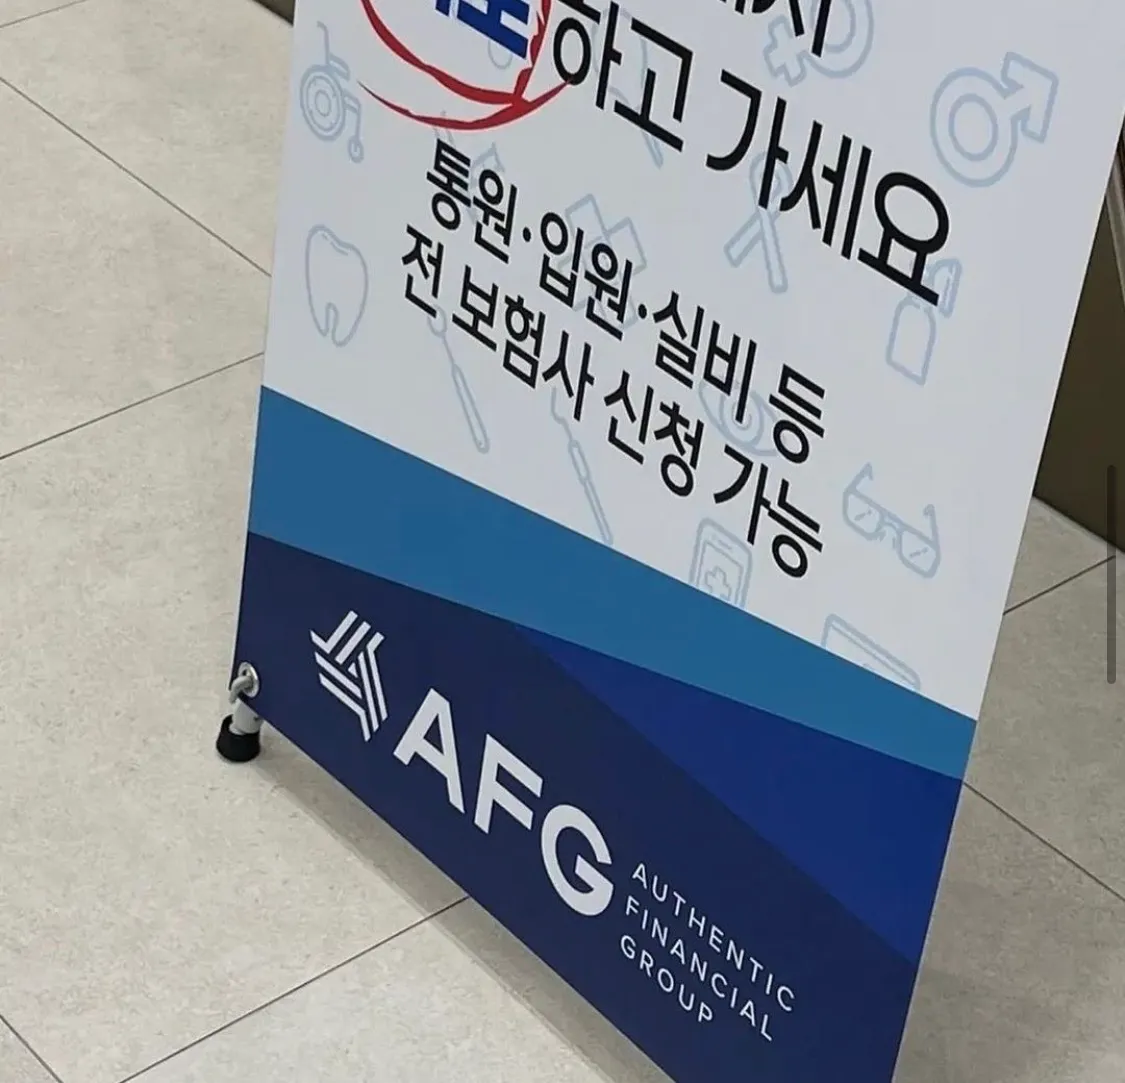 하고 가세요
통원·입원·실비 등
전 보험사 신청 가능
AFG
AUTHENTIC
FINANCIAL
GROUP